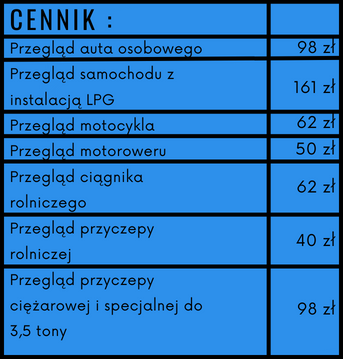 CENNIK :
Przegląd auta osobowego 98 zł
Przegląd samochodu z
instalacją LPG 161 zł
Przegląd motocykla 62 zł
Przegląd motoroweru 50 zł
Przegląd ciągnika
rolniczego 62 zł
Przegląd przyczepy
rolniczej 40 zł
Przegląd przyczepy
ciężarowej i specjalnej do 98 zł
3,5 tony